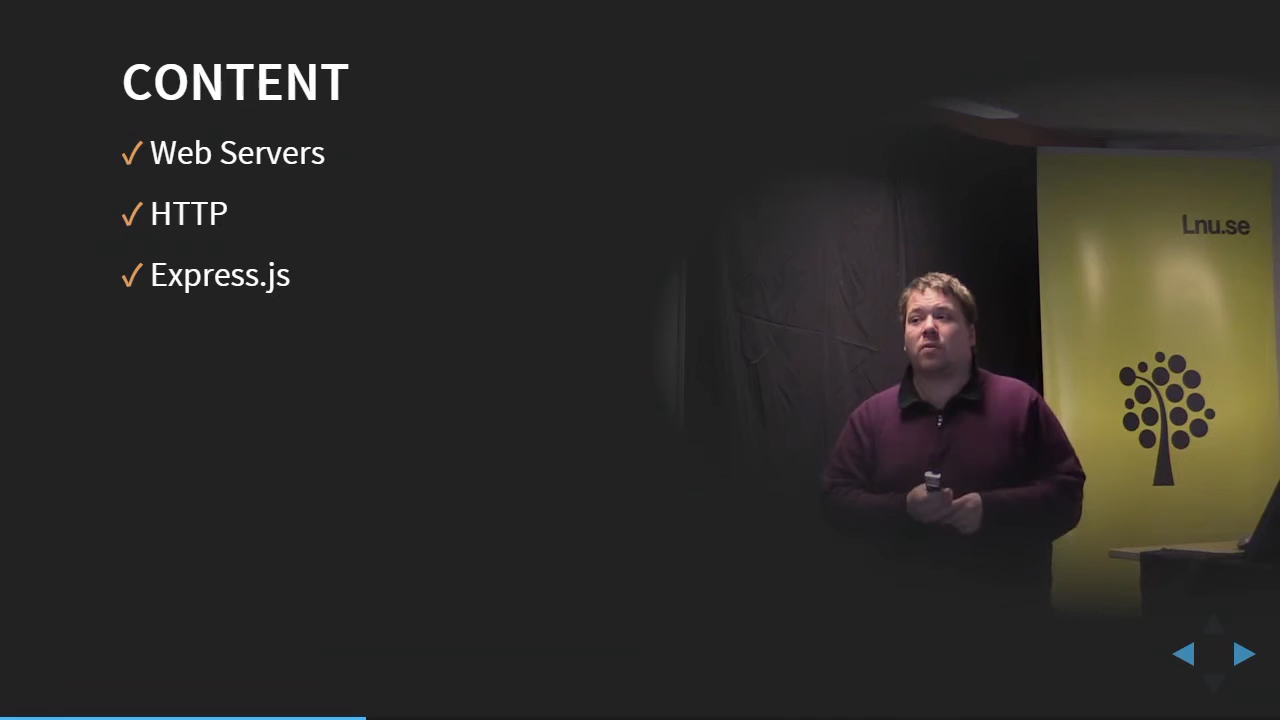 CONTENT
✓ Web Servers
✓ HTTP
✓ Express.js
Lnu.se